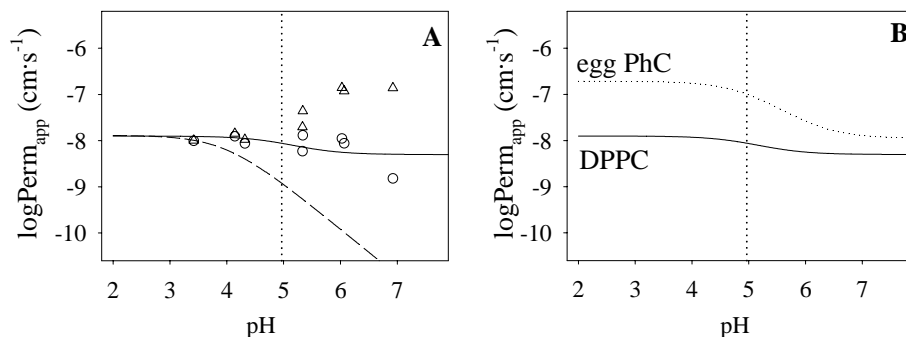 A
-6
-7
-8
-9
-10
logPerm_app (cm·s⁻¹)
2 3 4 5 6 7
pH
B
-6
-7
-8
-9
-10
logPerm_app (cm·s⁻¹)
egg PhC
DPPC
2 3 4 5 6 7
pH